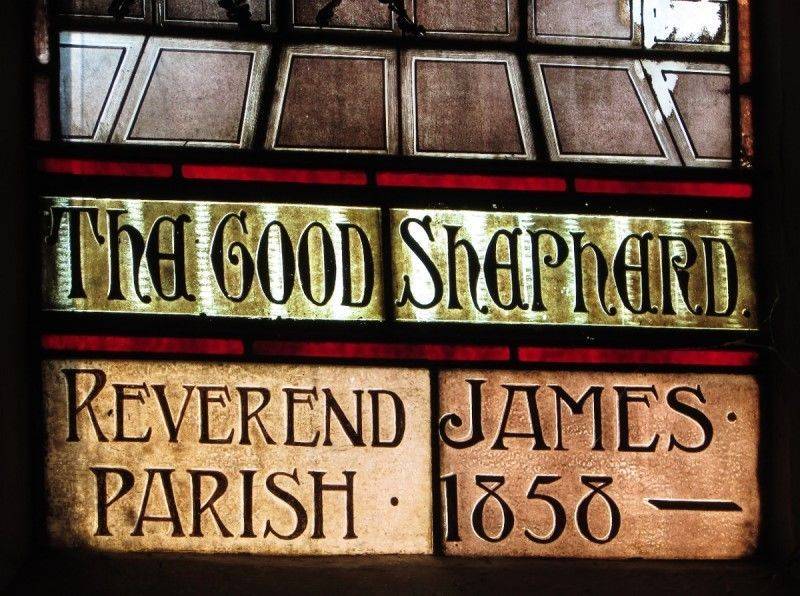 The GOOD Shepherd.
REVEREND JAMES·
PARISH · 1858 —